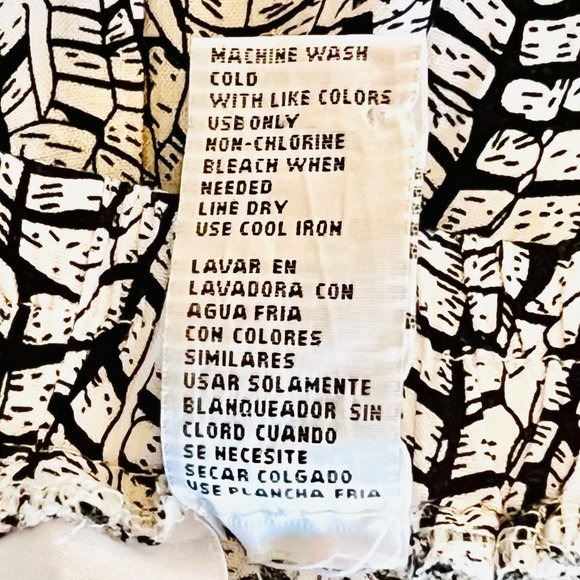 MACHINE WASH
COLD
WITH LIKE COLORS
USE ONLY
NON-CHLORINE
BLEACH WHEN
NEEDED
LINE DRY
USE COOL IRON
LAVAR EN
LAVADORA CON
AGUA FRIA
CON COLORES
SIMILARES
USAR SOLAMENTE
BLANQUEADOR SIN
CLORD CUANDO
SE NECESITE
SECAR COLGADO
USE PLANCHA FRIA